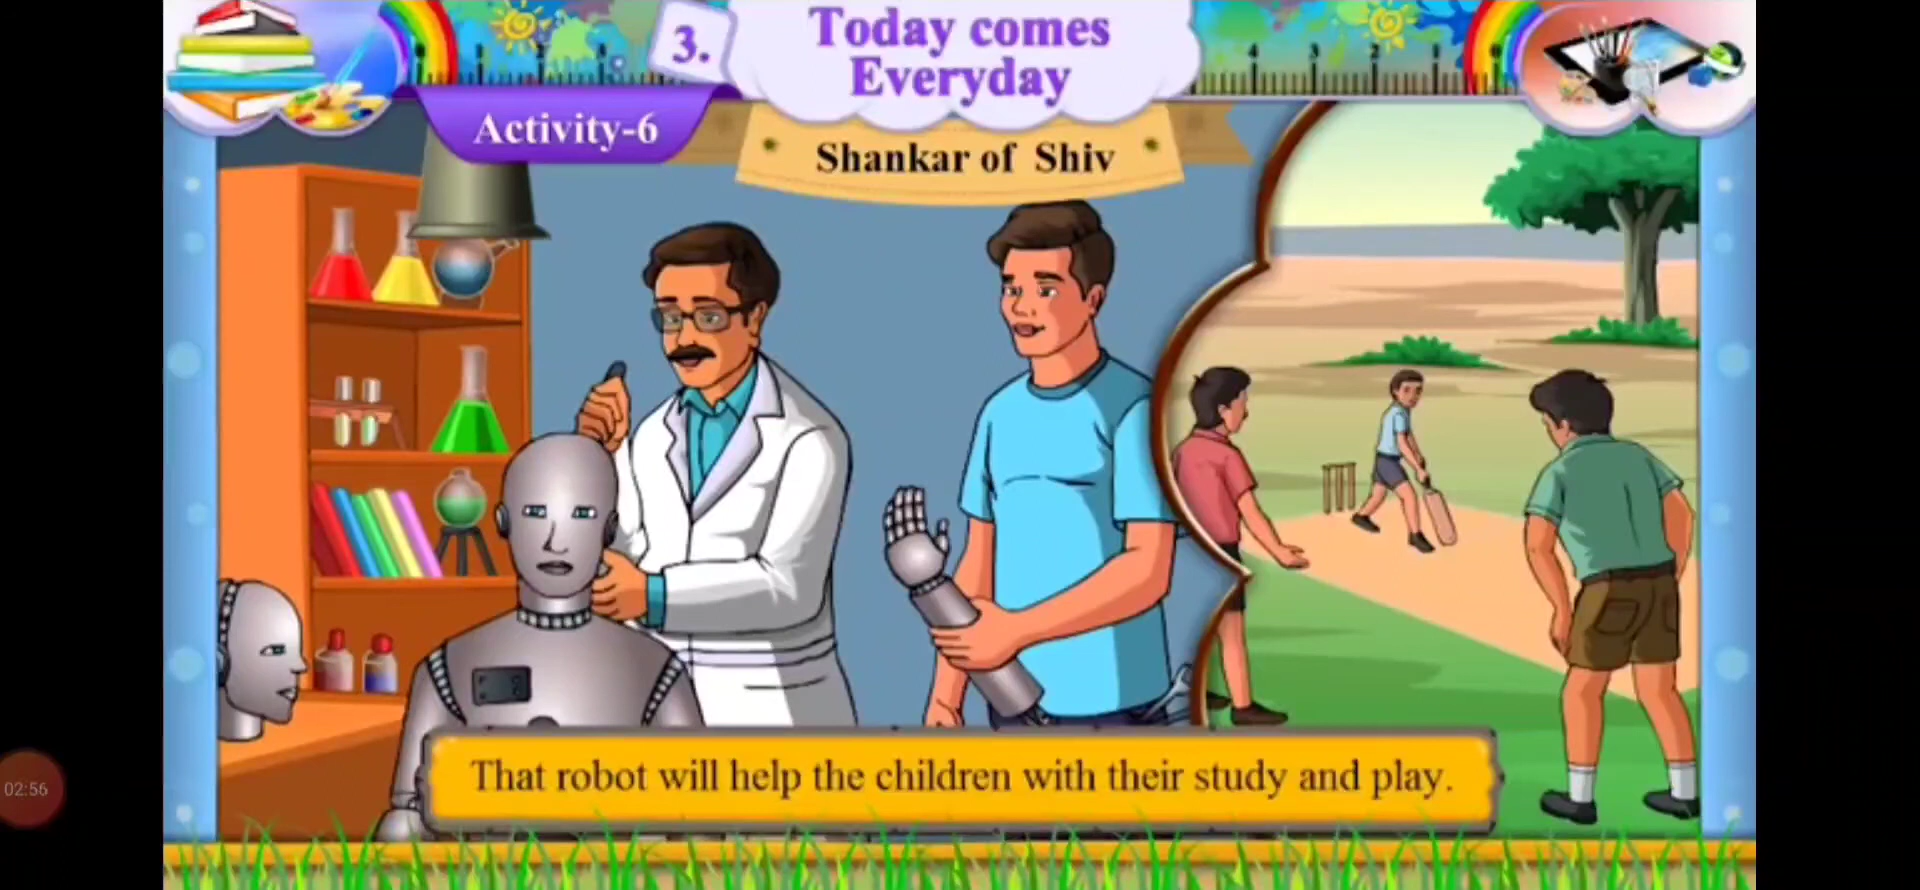 3.
Today comes
Everyday
Activity-6
Shankar of Shiv
That robot will help the children with their study and play.
02:56